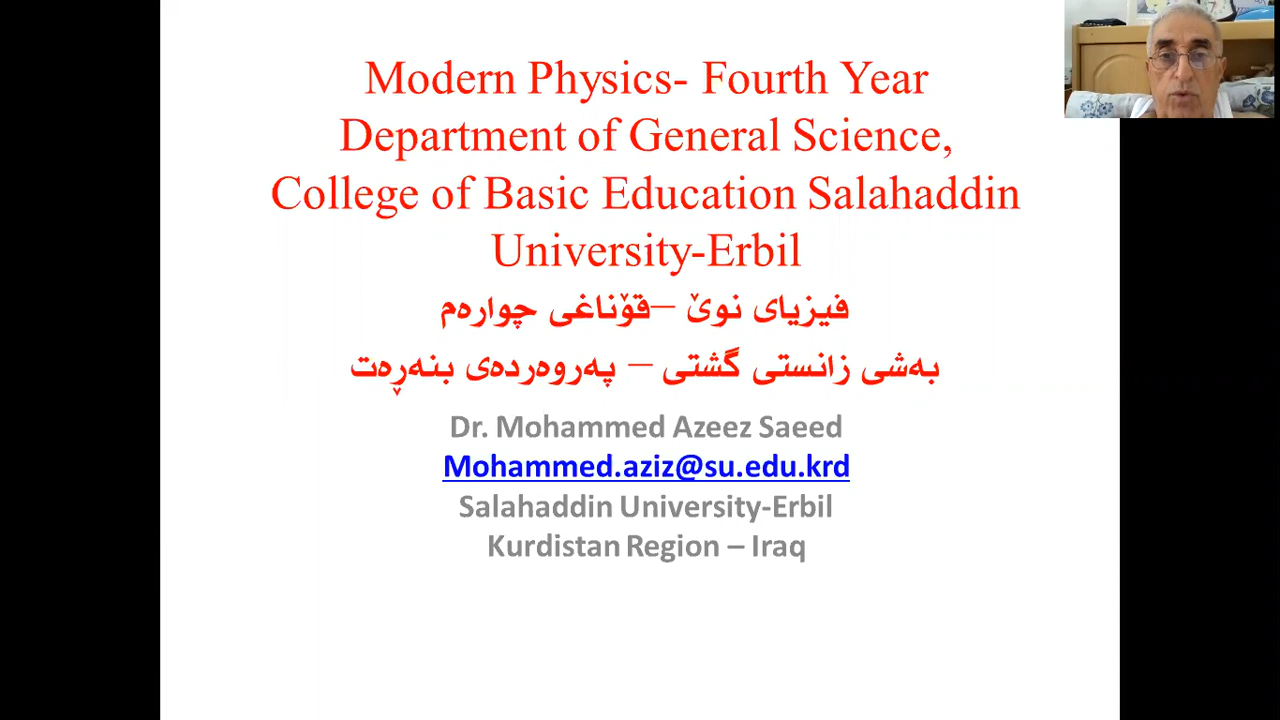 Modern Physics- Fourth Year
Department of General Science,
College of Basic Education Salahaddin
University-Erbil
فیزیای نوێ –قۆناغی چوارەم
بەشی زانستی گشتی – پەروەردەی بنەڕەت
Dr. Mohammed Azeez Saeed
Mohammed.aziz@su.edu.krd
Salahaddin University-Erbil
Kurdistan Region – Iraq